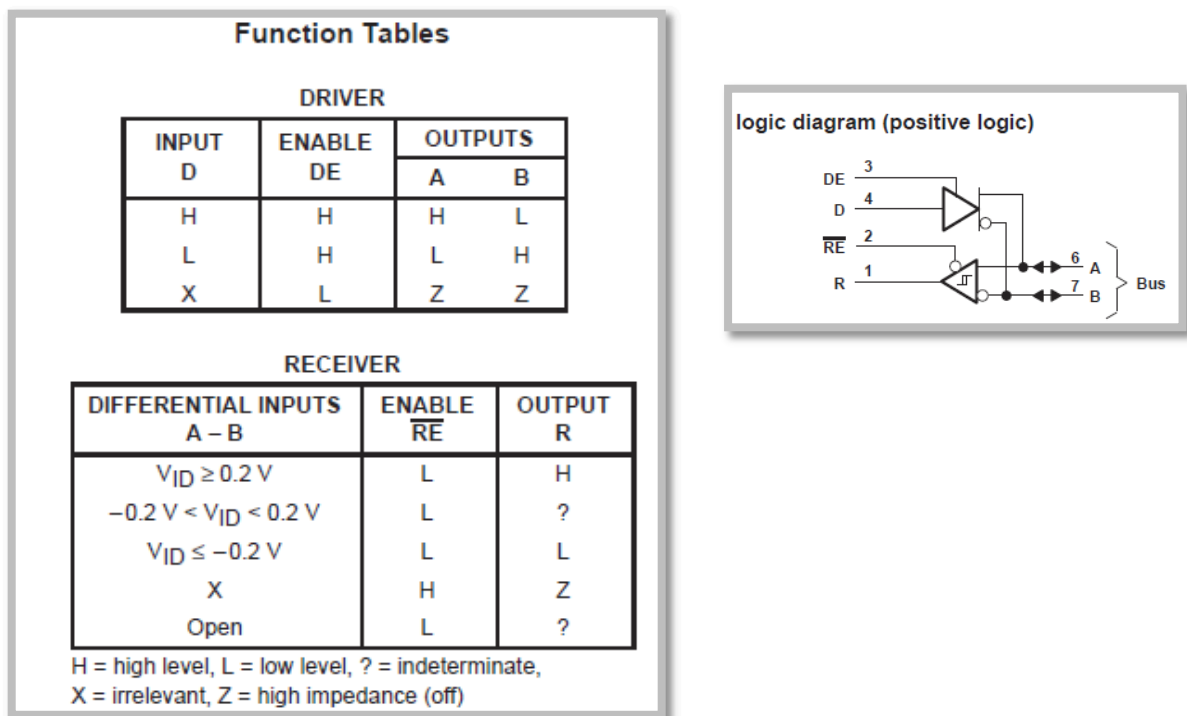 Function Tables
DRIVER
INPUT D ENABLE DE OUTPUTS
A B
H H H L
L H L H
X L Z Z
RECEIVER
DIFFERENTIAL INPUTS ENABLE OUTPUT
A – B RE R
VID ≥ 0.2 V L H
–0.2 V < VID < 0.2 V L ?
VID ≤ –0.2 V L L
X H Z
Open L ?
H = high level, L = low level, ? = indeterminate,
X = irrelevant, Z = high impedance (off)
logic diagram (positive logic)
DE 3
D 4
RE 2
R 1
6 A
7 B
Bus